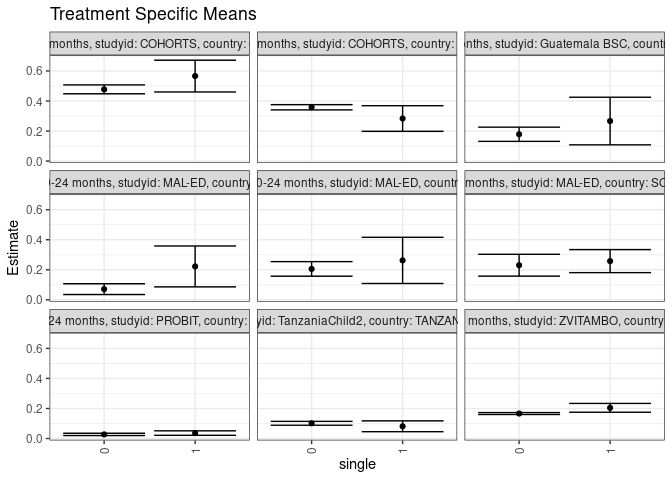 Treatment Specific Means
months, studyid: COHORTS, country:
months, studyid: COHORTS, country:
nths, studyid: Guatemala BSC, country
0.6
0.4
0.2
0.0
-24 months, studyid: MAL-ED, country
0-24 months, studyid: MAL-ED, countr
months, studyid: MAL-ED, country: SO
0.6
0.4
0.2
0.0
24 months, studyid: PROBIT, country:
yid: TanzaniaChild2, country: TANZAN
months, studyid: ZVITAMBO, country
0.6
0.4
0.2
0.0
Estimate
0
1
0
1
0
1
single